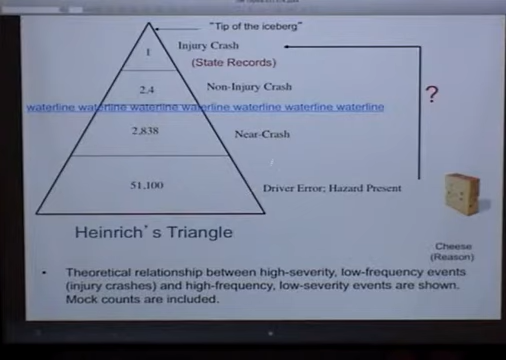 "Tip of the iceberg"
1
Injury Crash
(State Records)
2.4
Non-Injury Crash
?
waterline waterline waterline waterline waterline waterline waterline
2,838
Near-Crash
51,100
Driver Error; Hazard Present
Heinrich's Triangle
Cheese
(Reason)
• Theoretical relationship between high-severity, low-frequency events
(injury crashes) and high-frequency, low-severity events are shown.
Mock counts are included.